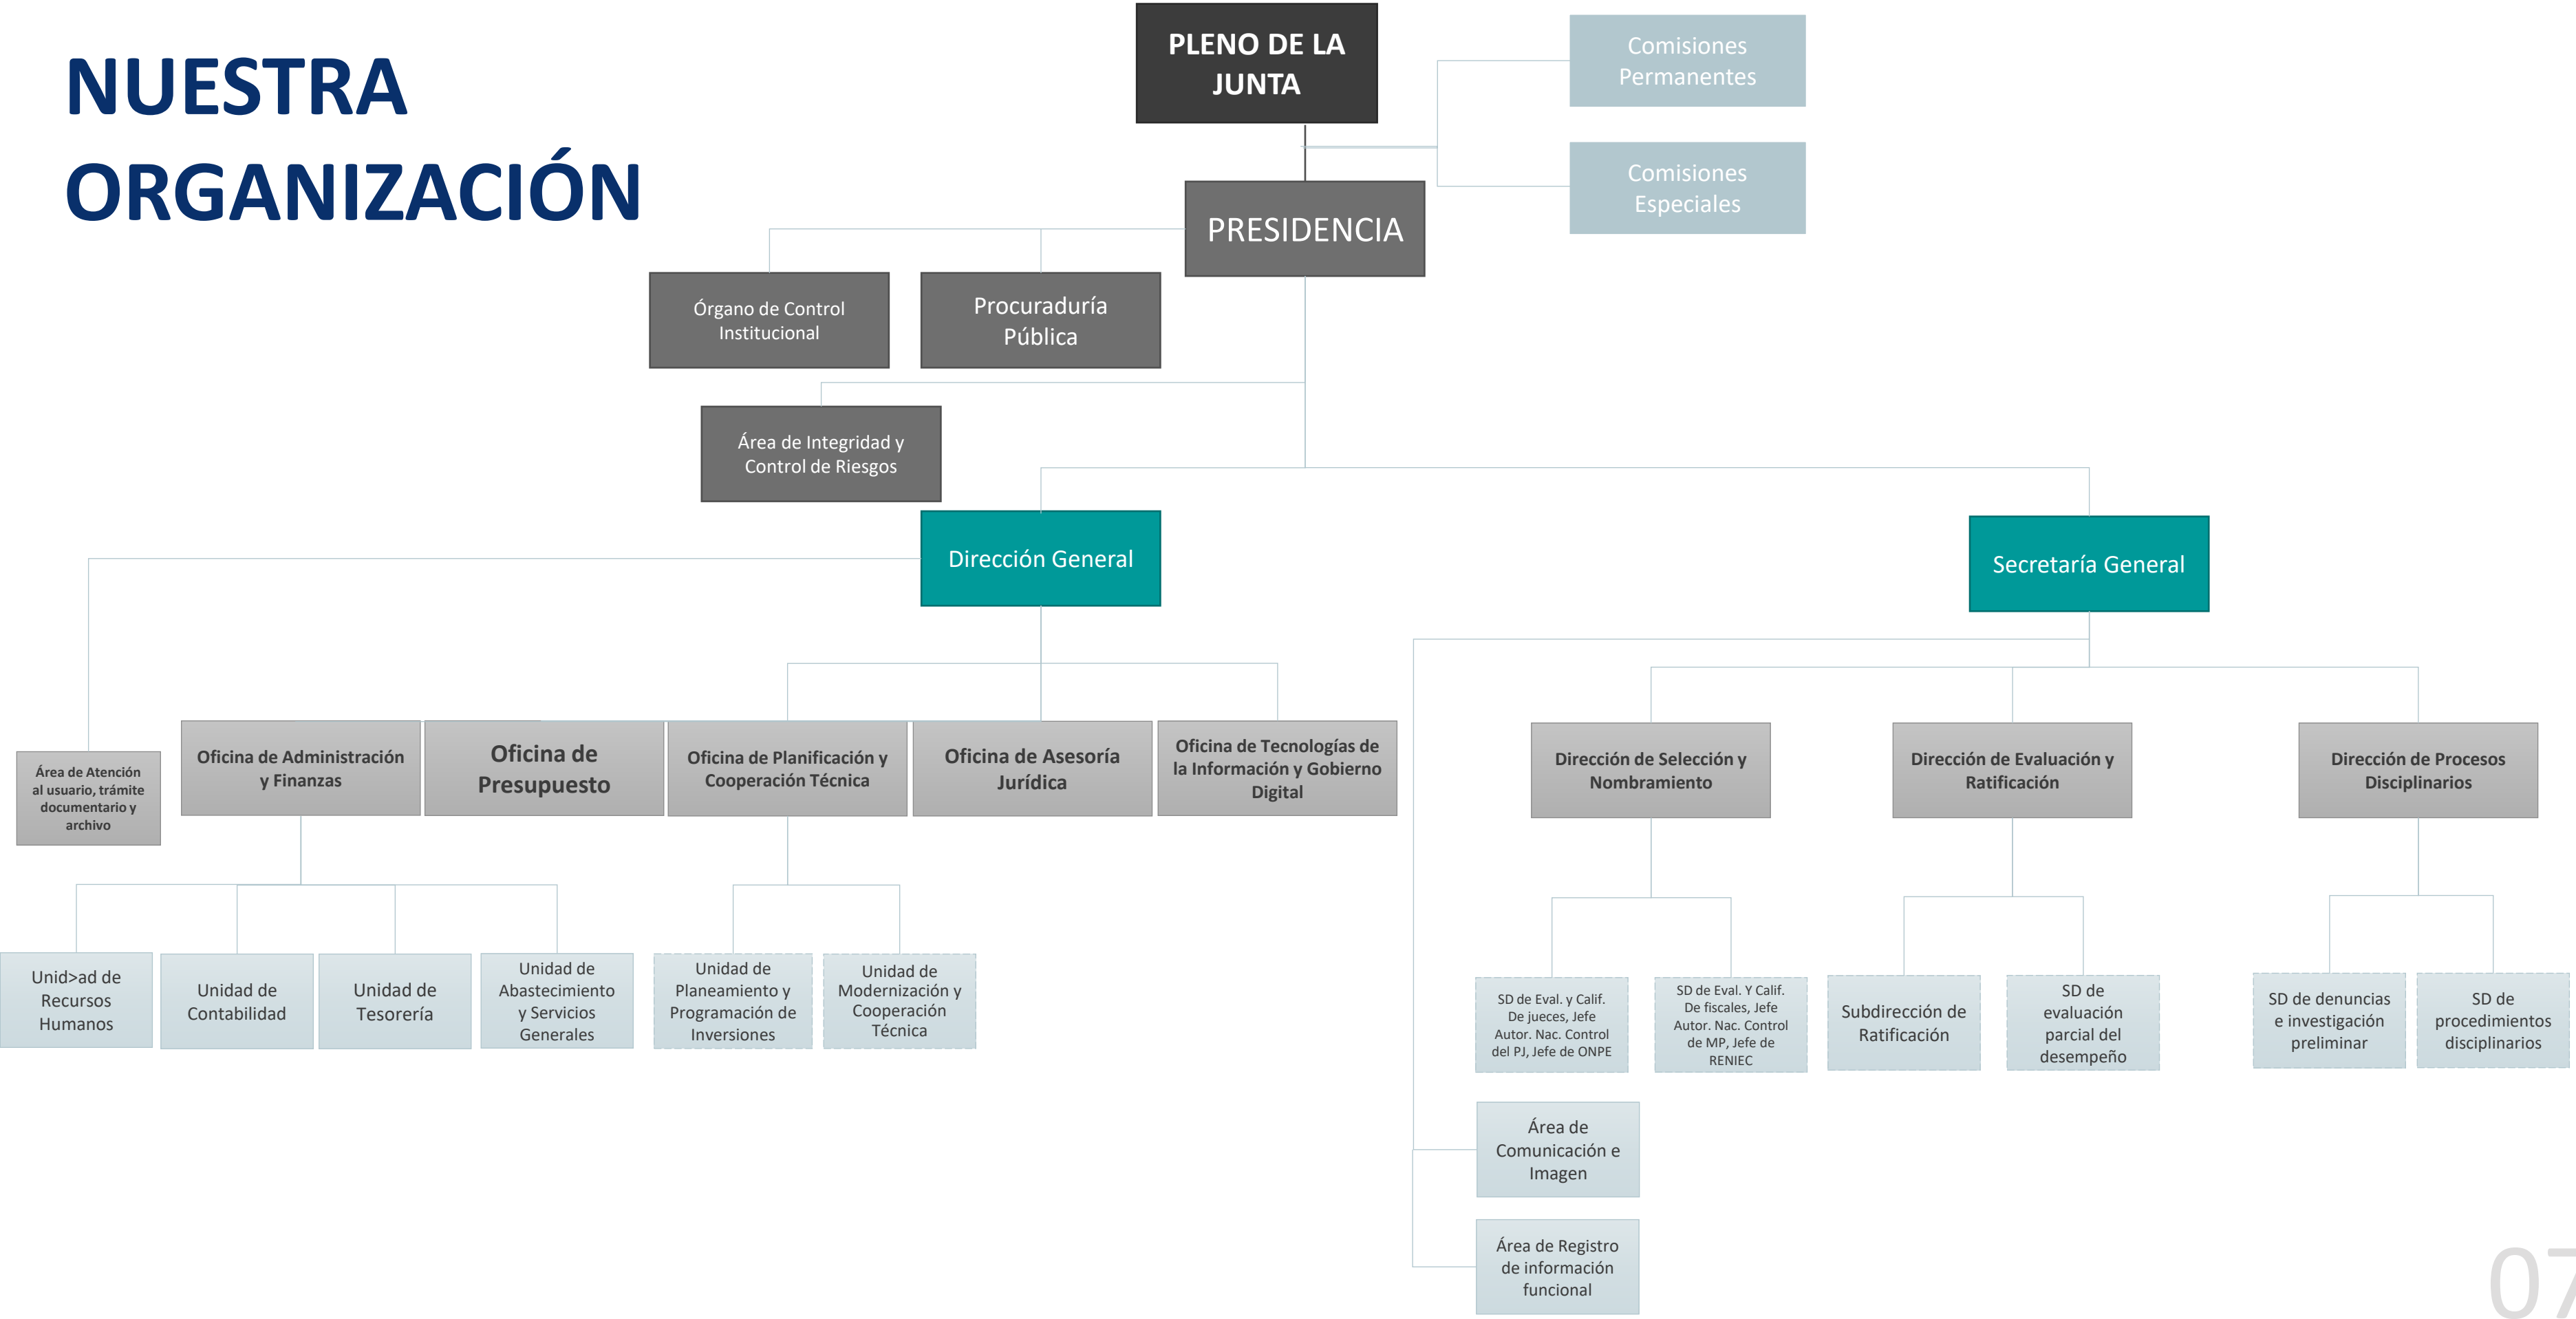 NUESTRA
ORGANIZACIÓN
PLENO DE LA
JUNTA
Comisiones
Permanentes
Comisiones
Especiales
PRESIDENCIA
Órgano de Control
Institucional
Procuraduría
Pública
Área de Integridad y
Control de Riesgos
Dirección General
Secretaría General
Área de Atención
al usuario, trámite
documentario y
archivo
Oficina de Administración
y Finanzas
Oficina de
Presupuesto
Oficina de Planificación y
Cooperación Técnica
Oficina de Asesoría
Jurídica
Oficina de Tecnologías de
la Información y Gobierno
Digital
Dirección de Selección y
Nombramiento
Dirección de Evaluación y
Ratificación
Dirección de Procesos
Disciplinarios
Unid>ad de
Recursos
Humanos
Unidad de
Contabilidad
Unidad de
Tesorería
Unidad de
Abastecimiento
y Servicios
Generales
Unidad de
Planeamiento y
Programación de
Inversiones
Unidad de
Modernización y
Cooperación
Técnica
SD de Eval. y Calif.
De jueces, Jefe
Autor. Nac. Control
del PJ, Jefe de ONPE
SD de Eval. Y Calif.
De fiscales, Jefe
Autor. Nac. Control
de MP, Jefe de
RENIEC
Subdirección de
Ratificación
SD de
evaluación
parcial del
desempeño
SD de denuncias
e investigación
preliminar
SD de
procedimientos
disciplinarios
Área de
Comunicación e
Imagen
Área de Registro
de información
funcional
07